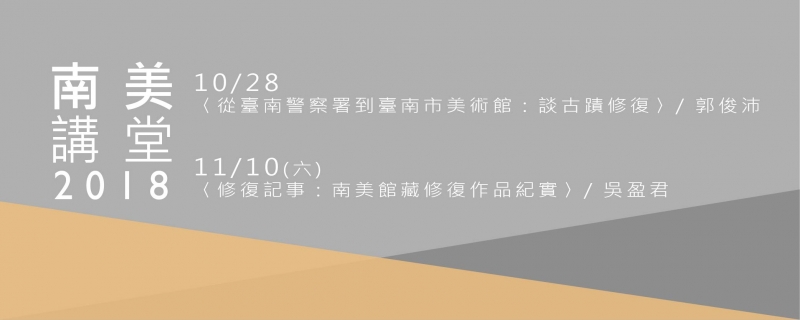 南美
講堂
2018
10/28
〈從臺南警察署到臺南市美術館：談古蹟修復〉/ 郭俊沛
11/10(六)
〈修復記事：南美館藏修復作品紀實〉/ 吳盈君